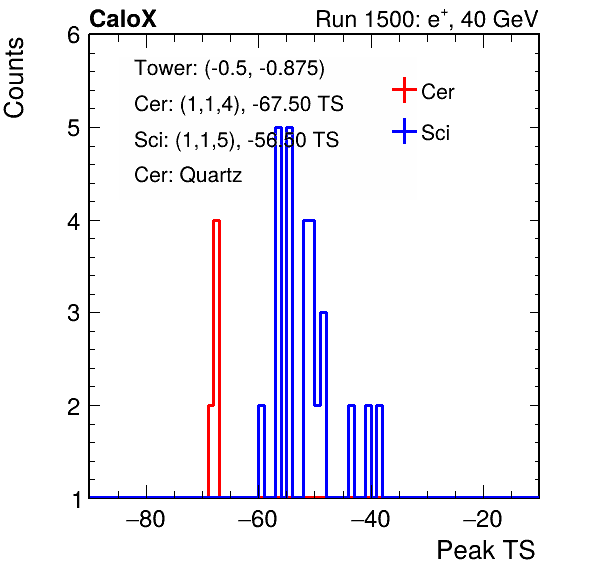 CaloX Run 1500: e⁺, 40 GeV
Counts
6
Tower: (-0.5, -0.875)
Cer: (1,1,4), -67.50 TS
Sci: (1,1,5), -56.50 TS
Cer: Quartz
Cer
Sci
5
4
3
2
1
−80 −60 −40 −20
Peak TS